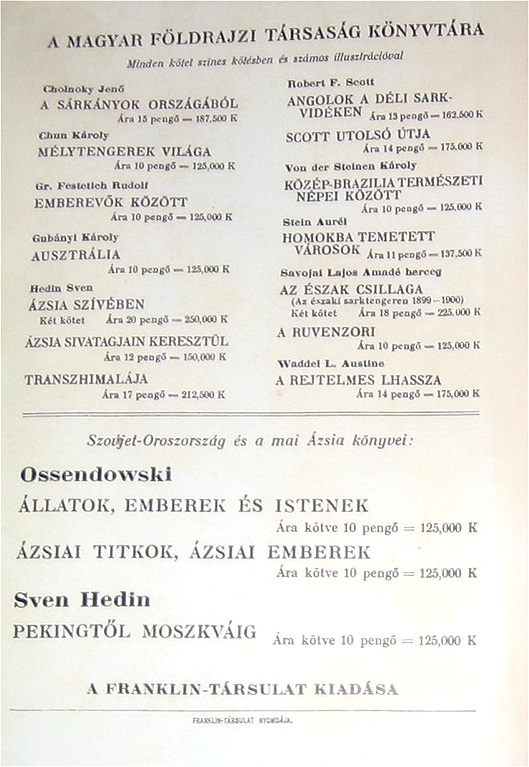 A MAGYAR FÖLDRAJZI TÁRSASÁG KÖNYVTÁRA
Minden kötet szines kötésben és számos illusztrációval
Cholnoky Jenő
A SÁRKÁNYOK ORSZÁGÁBÓL
Ára 15 pengő = 187,500 K
Chun Károly
MÉLYTENGEREK VILÁGA
Ára 10 pengő = 125,000 K
Gr. Festetich Rudolf
EMBEREVŐK KÖZÖTT
Ára 10 pengő = 125,000 K
Gubányi Károly
AUSZTRÁLIA
Ára 10 pengő = 125,000 K
Hedin Sven
ÁZSIA SZÍVÉBEN
Két kötet Ára 20 pengő = 250,000 K
ÁZSIA SIVATAGJAIN KERESZTÜL
Ára 12 pengő = 150,000 K
TRANSZHIMALÁJA
Ára 17 pengő = 212,500 K
Robert F. Scott
ANGOLOK A DÉLI SARK-
VIDÉKEN Ára 13 pengő = 162.500 K
SCOTT UTOLSÓ ÚTJA
Ára 14 pengő = 175,000 K
Von der Steinen Károly
KÖZÉP-BRAZILIA TERMÉSZETI
NÉPEI KÖZÖTT
Ára 10 pengő = 125,000 K
Stein Aurél
HOMOKBA TEMETETT
VÁROSOK Ára 11 pengő = 137,500 K
Savojai Lajos Amadé herceg
AZ ÉSZAK CSILLAGA
(Az északi sarktengeren 1899—1900)
Két kötet Ára 18 pengő = 225,000 K
A RUVENZORI
Ára 10 pengő = 125,000 K
Waddel L. Austine
A REJTELMES LHASSZA
Ára 14 pengő = 175,000 K
Szovjet-Oroszország és a mai Ázsia könyvei:
Ossendowski
ÁLLATOK, EMBEREK ÉS ISTENEK
Ára kötve 10 pengő = 125,000 K
ÁZSIAI TITKOK, ÁZSIAI EMBEREK
Ára kötve 10 pengő = 125,000 K
Sven Hedin
PEKINGTŐL MOSZKVÁIG Ára kötve 10 pengő = 125,000 K
A FRANKLIN-TÁRSULAT KIADÁSA
FRANKLIN-TÁRSULAT NYOMDÁJA.